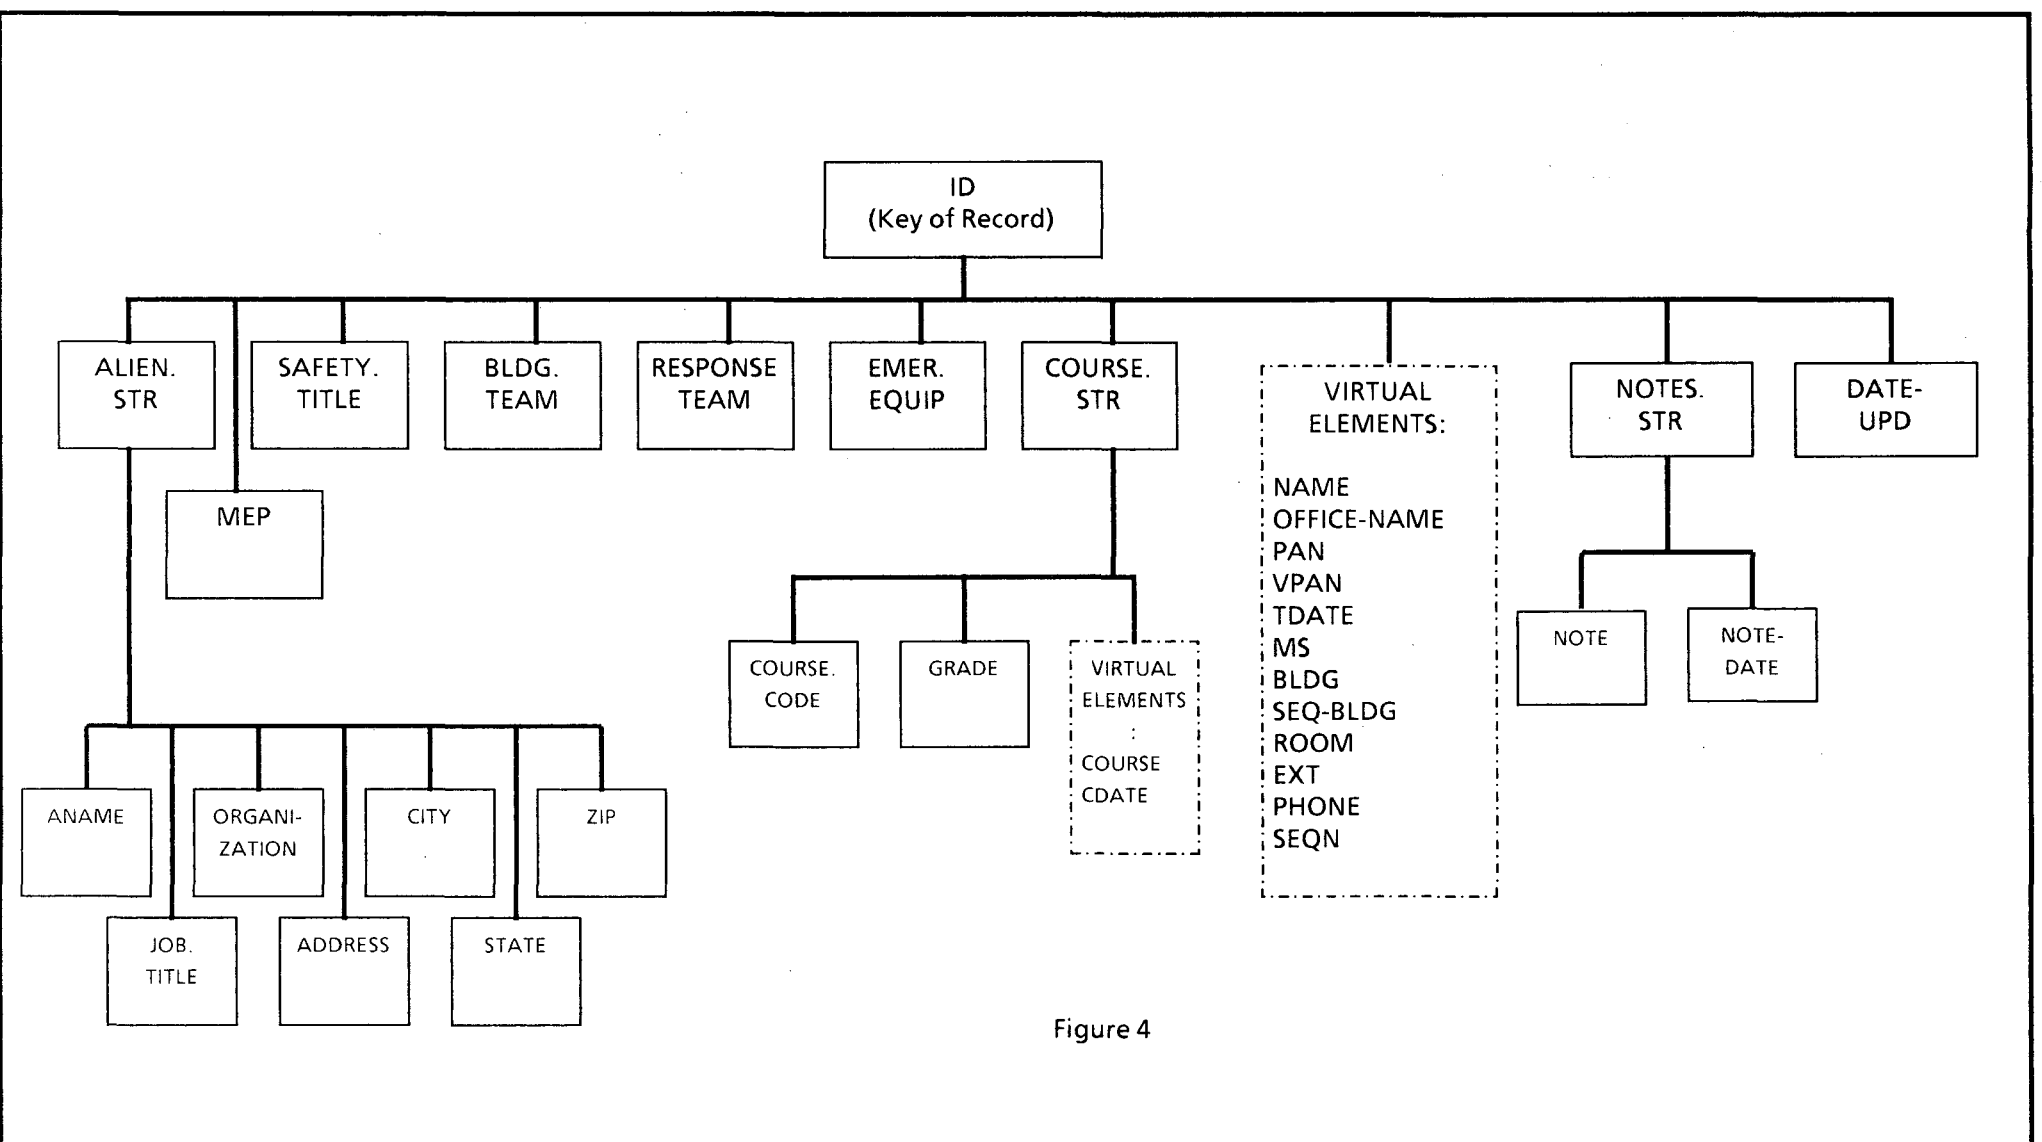 ID
(Key of Record)
ALIEN.
STR
MEP
SAFETY.
TITLE
BLDG.
TEAM
RESPONSE
TEAM
EMER.
EQUIP
COURSE.
STR
VIRTUAL
ELEMENTS:
NAME
OFFICE-NAME
PAN
VPAN
TDATE
MS
BLDG
SEQ-BLDG
ROOM
EXT
PHONE
SEQN
NOTES.
STR
DATE-
UPD
COURSE.
CODE
GRADE
VIRTUAL
ELEMENTS
:
COURSE
CDATE
NOTE
NOTE-
DATE
ANAME
JOB.
TITLE
ORGANI-
ZATION
ADDRESS
CITY
STATE
ZIP
Figure 4